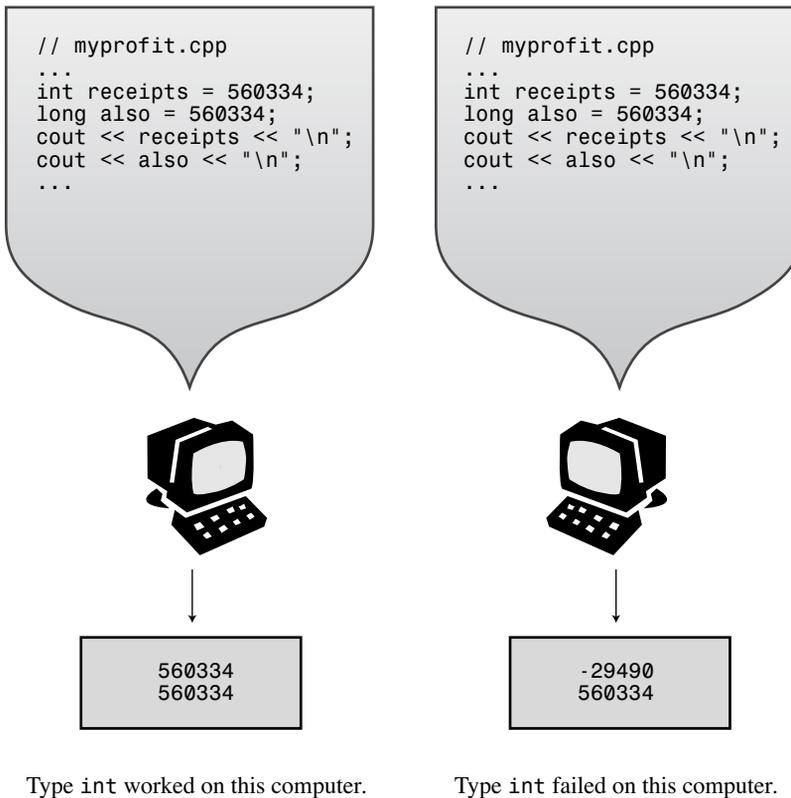 // myprofit.cpp
...
int receipts = 560334;
long also = 560334;
cout << receipts << "\n";
cout << also << "\n";
...
// myprofit.cpp
...
int receipts = 560334;
long also = 560334;
cout << receipts << "\n";
cout << also << "\n";
...
560334
560334
-29490
560334
Type int worked on this computer.
Type int failed on this computer.